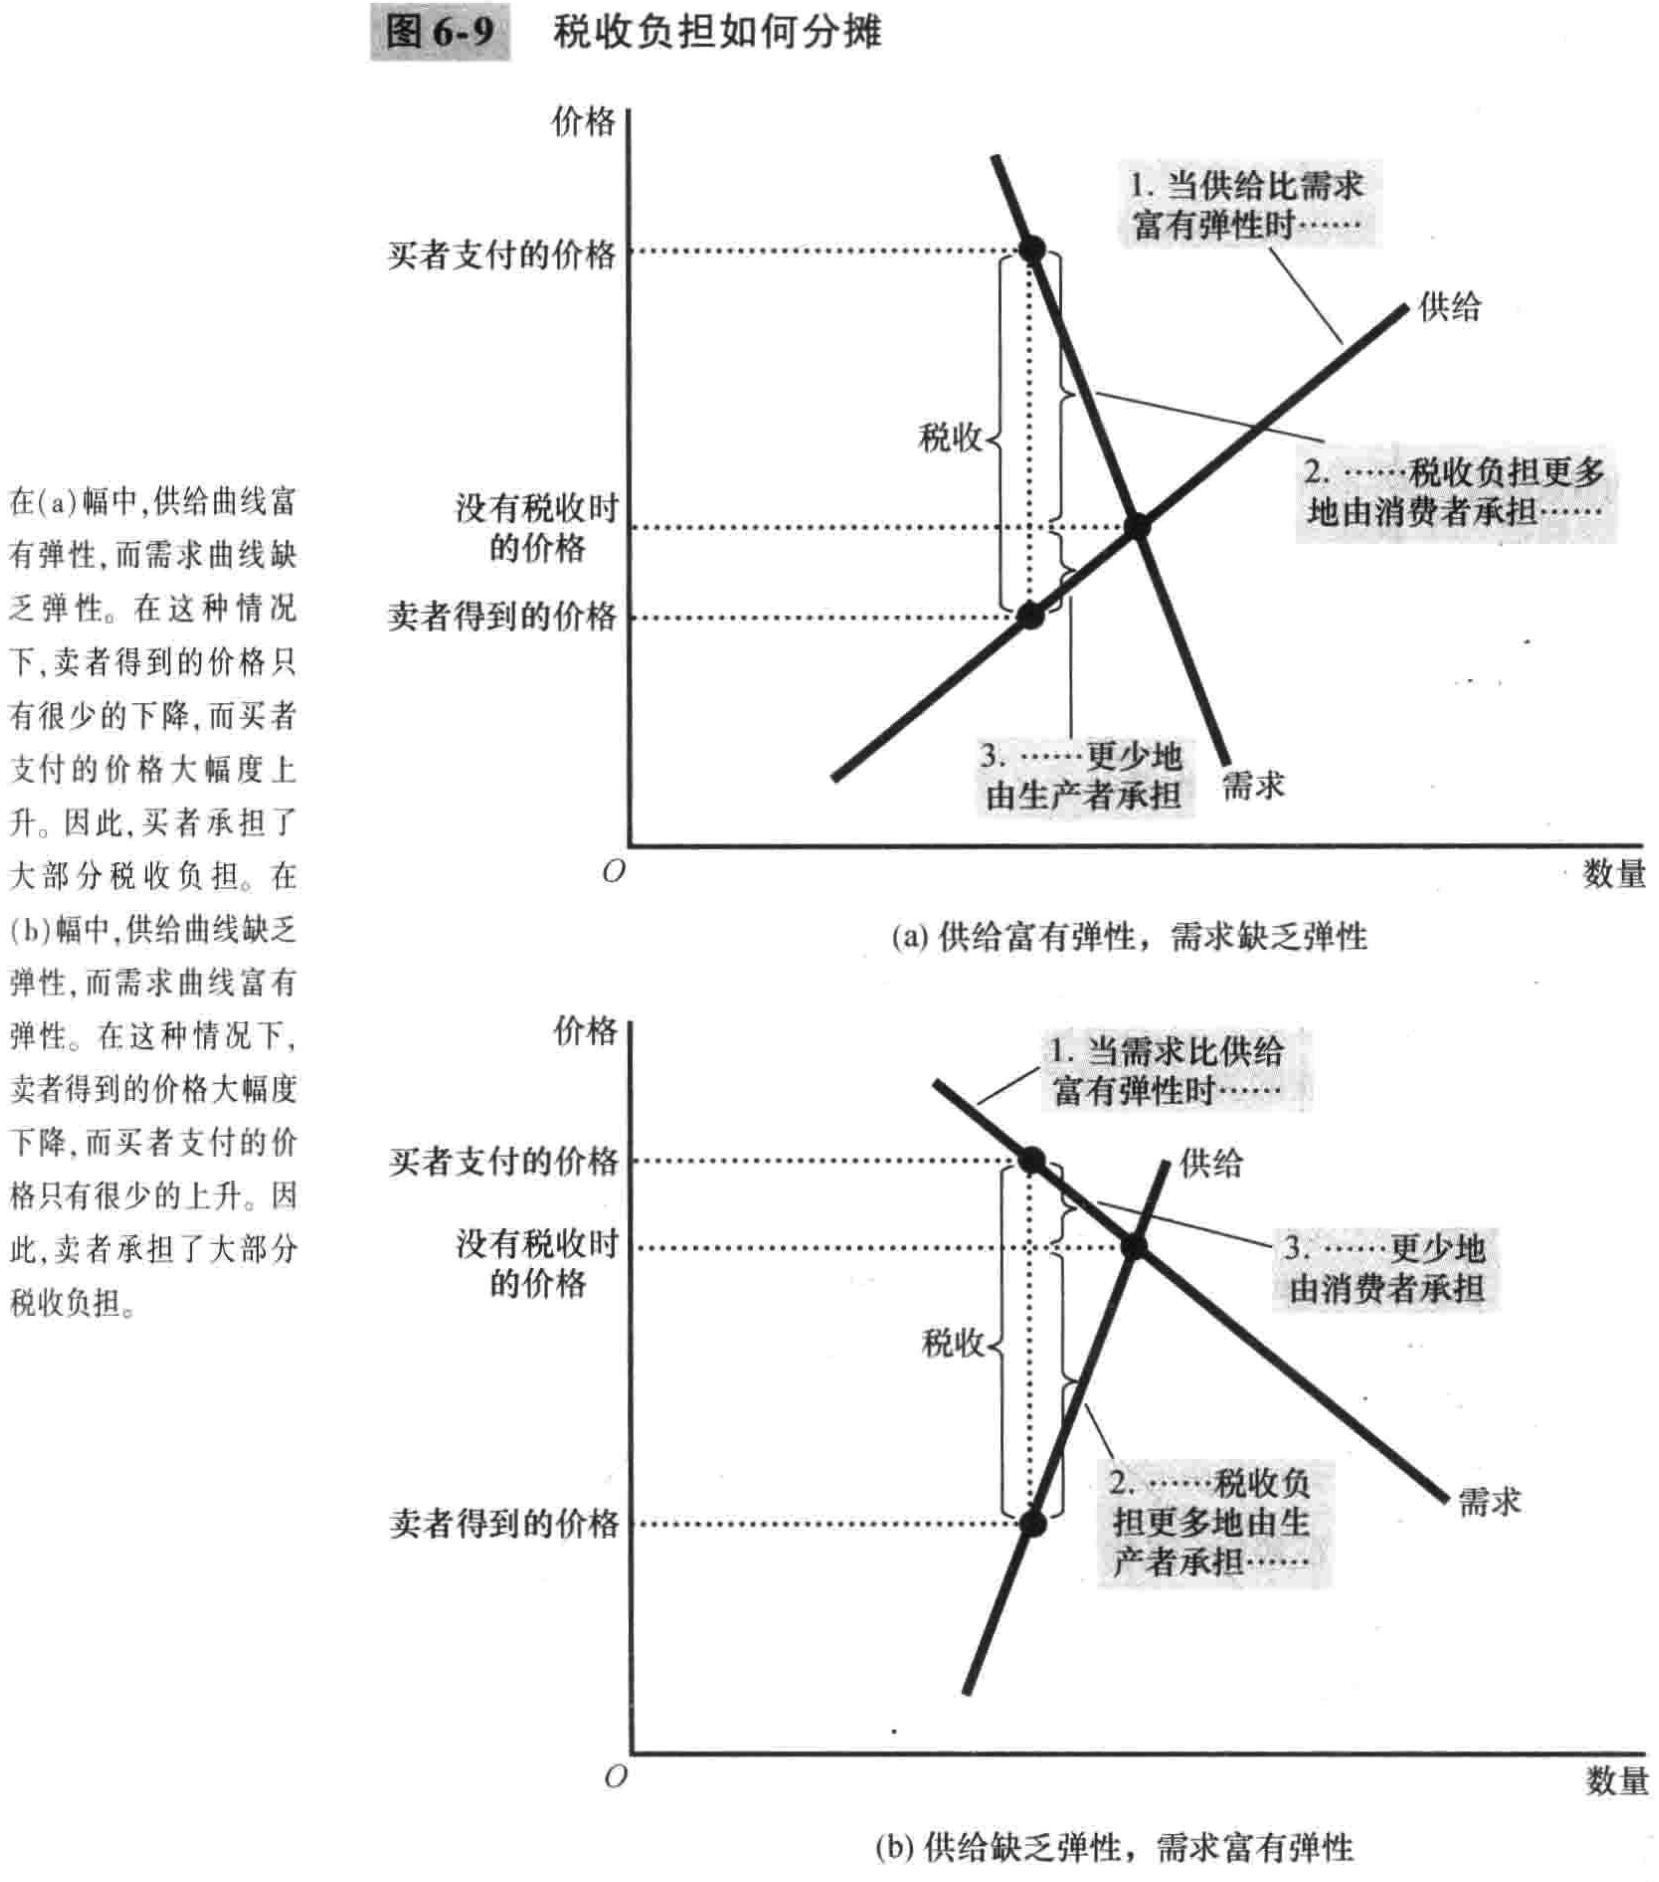 图6-9 税收负担如何分摊
在(a)幅中,供给曲线富
有弹性,而需求曲线缺
乏弹性。在这种情况
下,卖者得到的价格只
有很少的下降,而买者
支付的价格大幅度上
升。因此,买者承担了
大部分税收负担。在
(b)幅中,供给曲线缺乏
弹性,而需求曲线富有
弹性。在这种情况下,
卖者得到的价格大幅度
下降,而买者支付的价
格只有很少的上升。因
此,卖者承担了大部分
税收负担。
价格
1. 当供给比需求
富有弹性时……
买者支付的价格
供给
税收
2. ……税收负担更多
地由消费者承担……
没有税收时
的价格
卖者得到的价格
3. ……更少地
由生产者承担
需求
O
数量
(a) 供给富有弹性，需求缺乏弹性
价格
1. 当需求比供给
富有弹性时……
买者支付的价格
供给
没有税收时
的价格
3. ……更少地
由消费者承担
税收
2. ……税收负
担更多地由生
产者承担……
卖者得到的价格
需求
O
数量
(b) 供给缺乏弹性，需求富有弹性